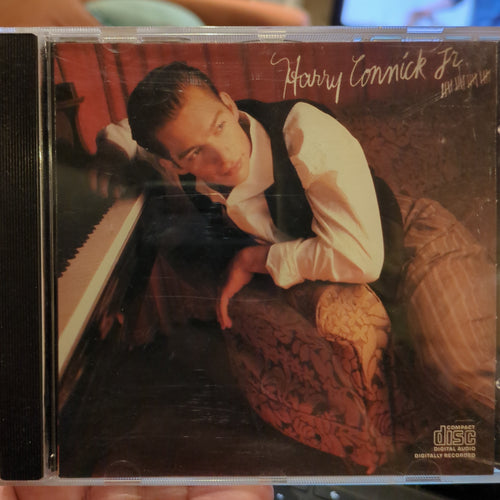 Harry Connick Jr.
COMPACT
disc
DIGITAL AUDIO
DIGITALLY RECORDED